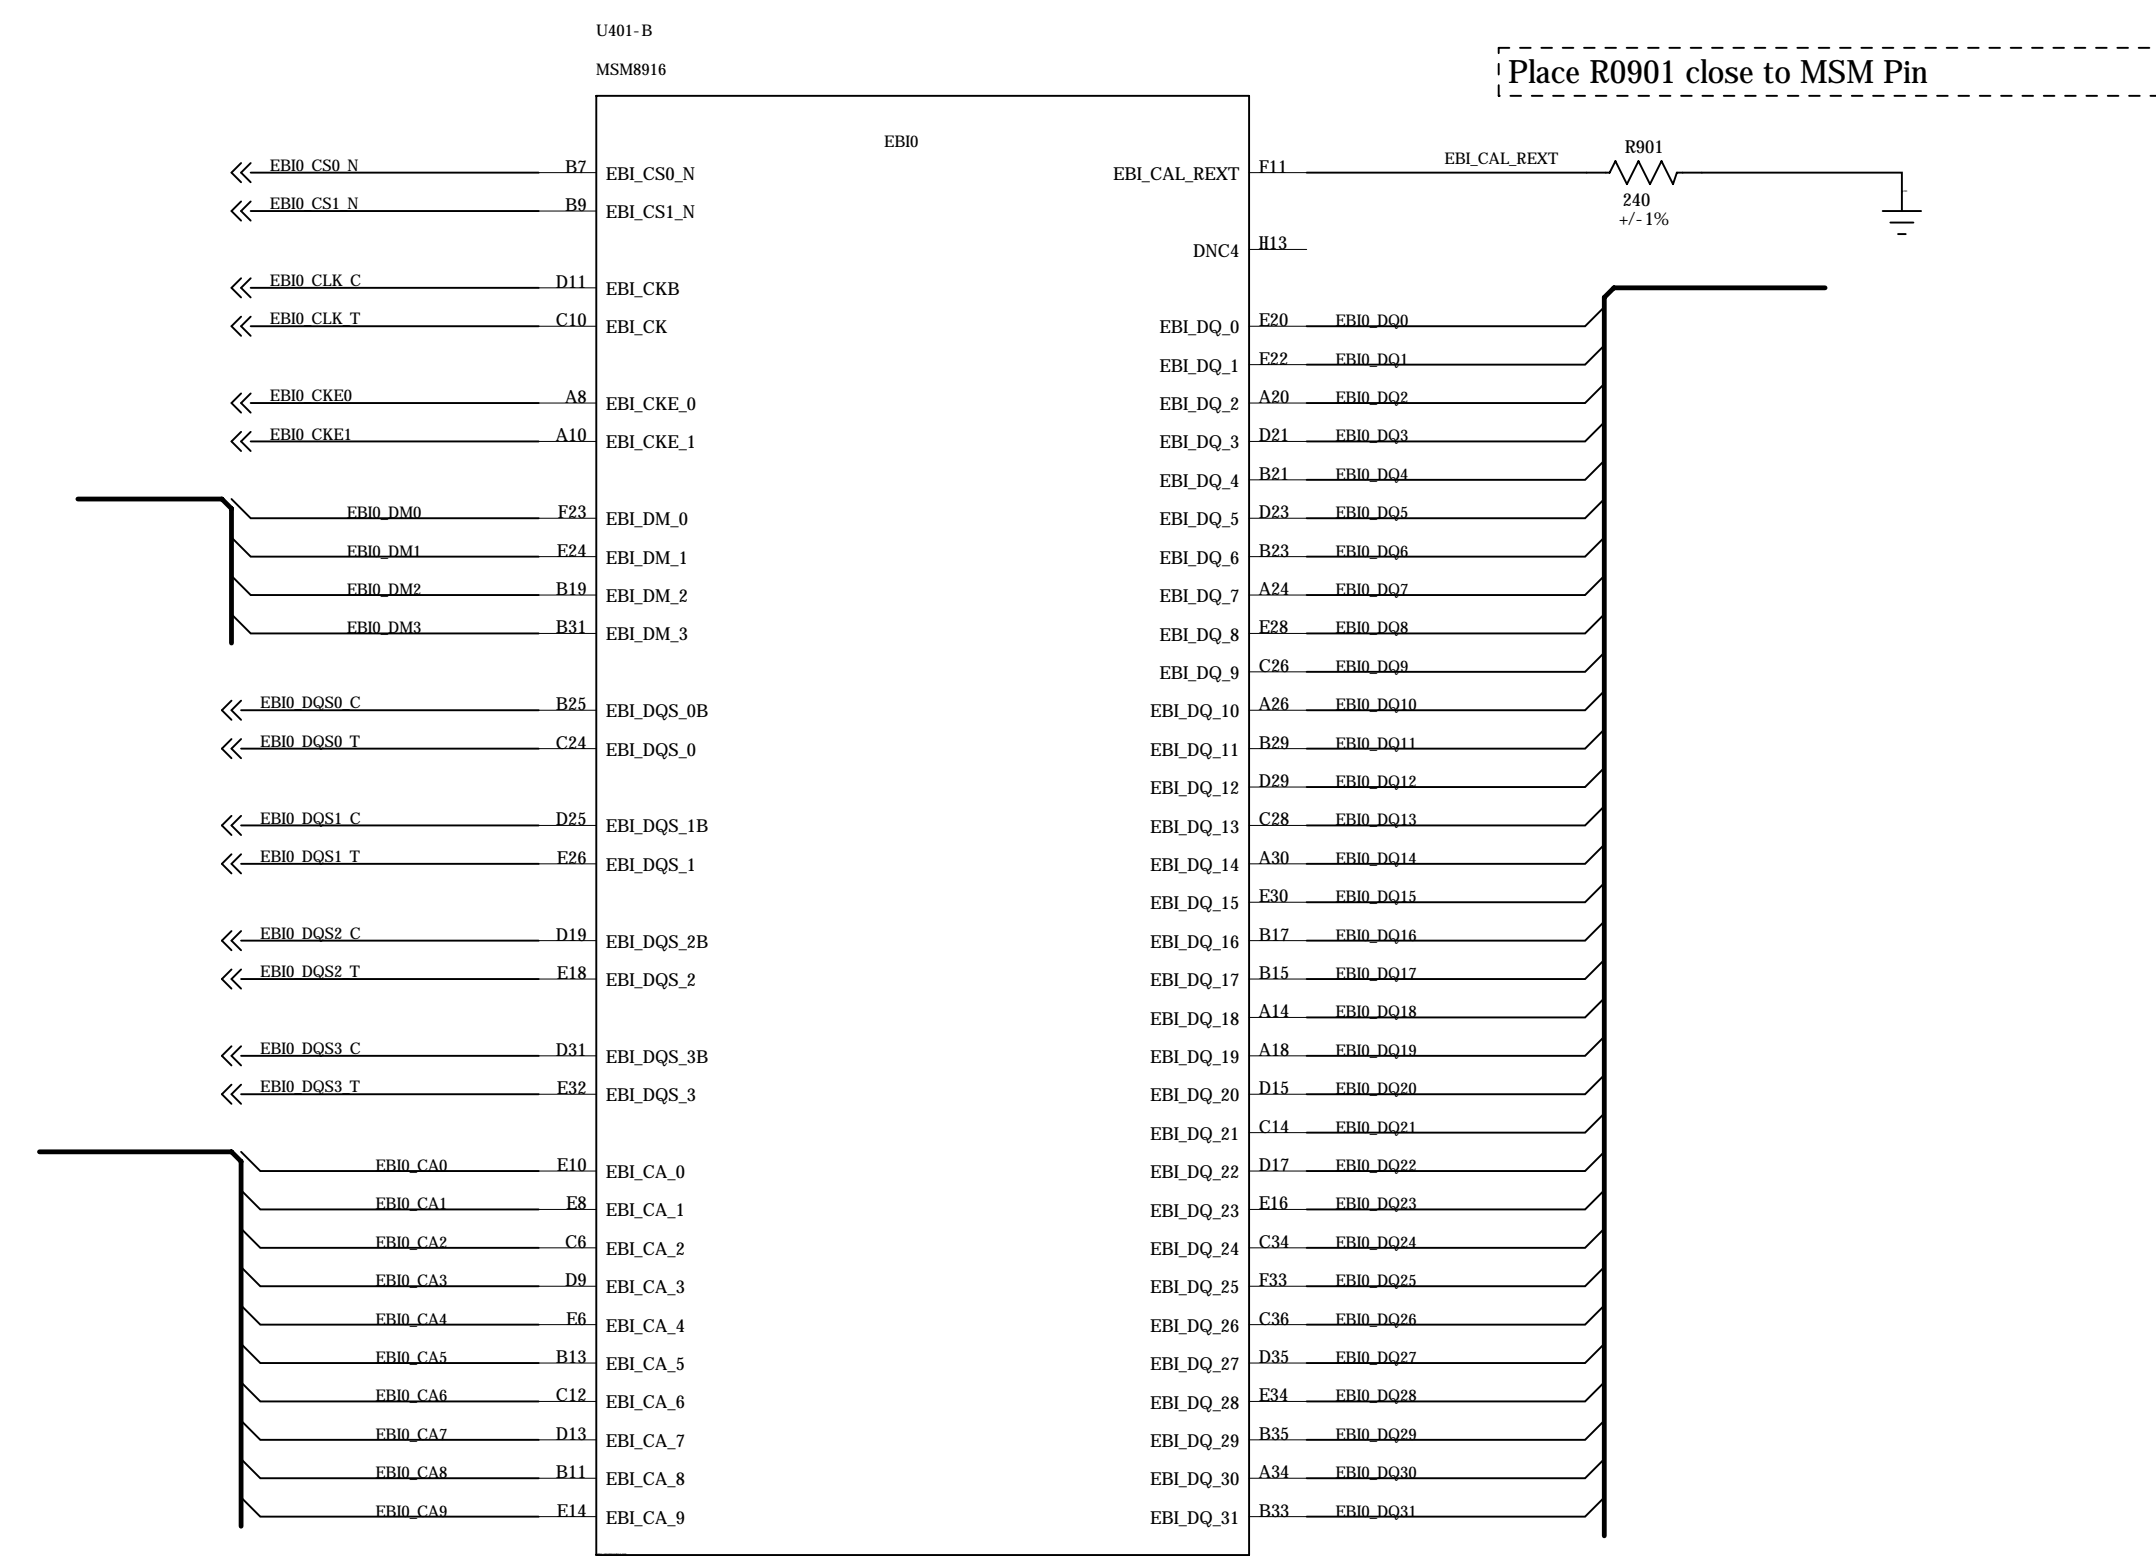 U401-B
MSM8916
Place R0901 close to MSM Pin
EBI0
EBI0_CS0_N B7 EBI_CS0_N
EBI0_CS1_N B9 EBI_CS1_N
EBI0_CLK_C D11 EBI_CKB
EBI0_CLK_T C10 EBI_CK
EBI0_CKE0 A8 EBI_CKE_0
EBI0_CKE1 A10 EBI_CKE_1
EBI0_DM0 F23 EBI_DM_0
EBI0_DM1 E24 EBI_DM_1
EBI0_DM2 B19 EBI_DM_2
EBI0_DM3 B31 EBI_DM_3
EBI0_DQS0_C B25 EBI_DQS_0B
EBI0_DQS0_T C24 EBI_DQS_0
EBI0_DQS1_C D25 EBI_DQS_1B
EBI0_DQS1_T E26 EBI_DQS_1
EBI0_DQS2_C D19 EBI_DQS_2B
EBI0_DQS2_T E18 EBI_DQS_2
EBI0_DQS3_C D31 EBI_DQS_3B
EBI0_DQS3_T E32 EBI_DQS_3
EBI0_CA0 E10 EBI_CA_0
EBI0_CA1 E8 EBI_CA_1
EBI0_CA2 C6 EBI_CA_2
EBI0_CA3 D9 EBI_CA_3
EBI0_CA4 E6 EBI_CA_4
EBI0_CA5 B13 EBI_CA_5
EBI0_CA6 C12 EBI_CA_6
EBI0_CA7 D13 EBI_CA_7
EBI0_CA8 B11 EBI_CA_8
EBI0_CA9 E14 EBI_CA_9
EBI_CAL_REXT F11 EBI_CAL_REXT R901
240
+/-1%
DNC4 H13
EBI_DQ_0 E20 EBI0_DQ0
EBI_DQ_1 E22 EBI0_DQ1
EBI_DQ_2 A20 EBI0_DQ2
EBI_DQ_3 D21 EBI0_DQ3
EBI_DQ_4 B21 EBI0_DQ4
EBI_DQ_5 D23 EBI0_DQ5
EBI_DQ_6 B23 EBI0_DQ6
EBI_DQ_7 A24 EBI0_DQ7
EBI_DQ_8 E28 EBI0_DQ8
EBI_DQ_9 C26 EBI0_DQ9
EBI_DQ_10 A26 EBI0_DQ10
EBI_DQ_11 B29 EBI0_DQ11
EBI_DQ_12 D29 EBI0_DQ12
EBI_DQ_13 C28 EBI0_DQ13
EBI_DQ_14 A30 EBI0_DQ14
EBI_DQ_15 E30 EBI0_DQ15
EBI_DQ_16 B17 EBI0_DQ16
EBI_DQ_17 B15 EBI0_DQ17
EBI_DQ_18 A14 EBI0_DQ18
EBI_DQ_19 A18 EBI0_DQ19
EBI_DQ_20 D15 EBI0_DQ20
EBI_DQ_21 C14 EBI0_DQ21
EBI_DQ_22 D17 EBI0_DQ22
EBI_DQ_23 E16 EBI0_DQ23
EBI_DQ_24 C34 EBI0_DQ24
EBI_DQ_25 F33 EBI0_DQ25
EBI_DQ_26 C36 EBI0_DQ26
EBI_DQ_27 D35 EBI0_DQ27
EBI_DQ_28 E34 EBI0_DQ28
EBI_DQ_29 B35 EBI0_DQ29
EBI_DQ_30 A34 EBI0_DQ30
EBI_DQ_31 B33 EBI0_DQ31